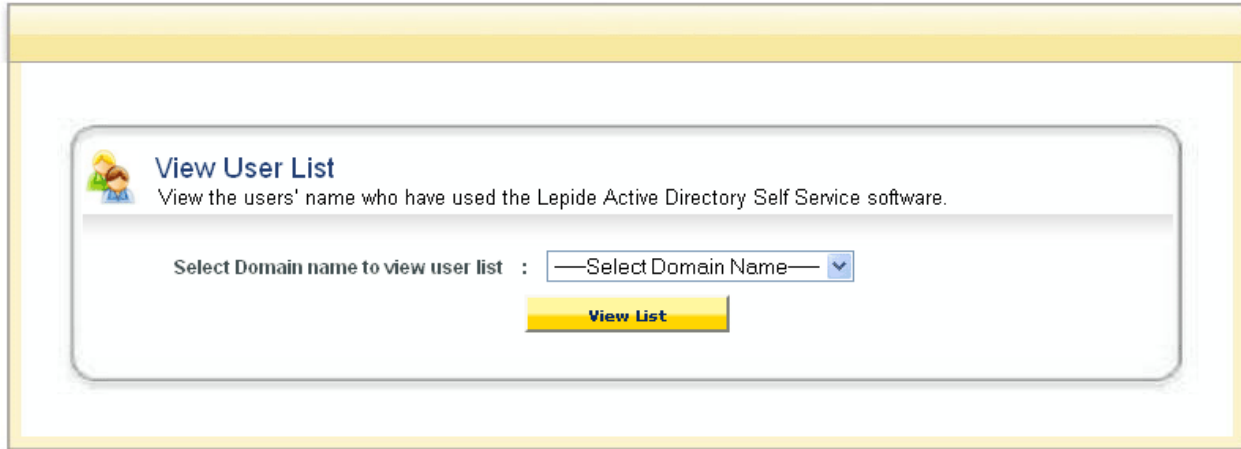 View User List
View the users' name who have used the Lepide Active Directory Self Service software.
Select Domain name to view user list : -----Select Domain Name-----
View List